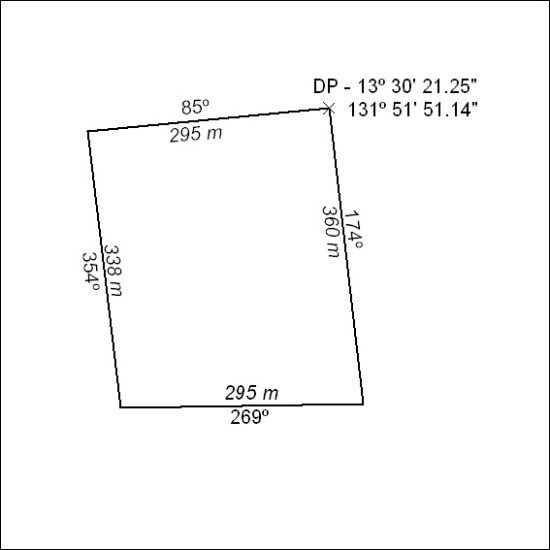 DP - 13º 30' 21.25"
131º 51' 51.14"
85º
295 m
174º
360 m
338 m
354º
295 m
269º